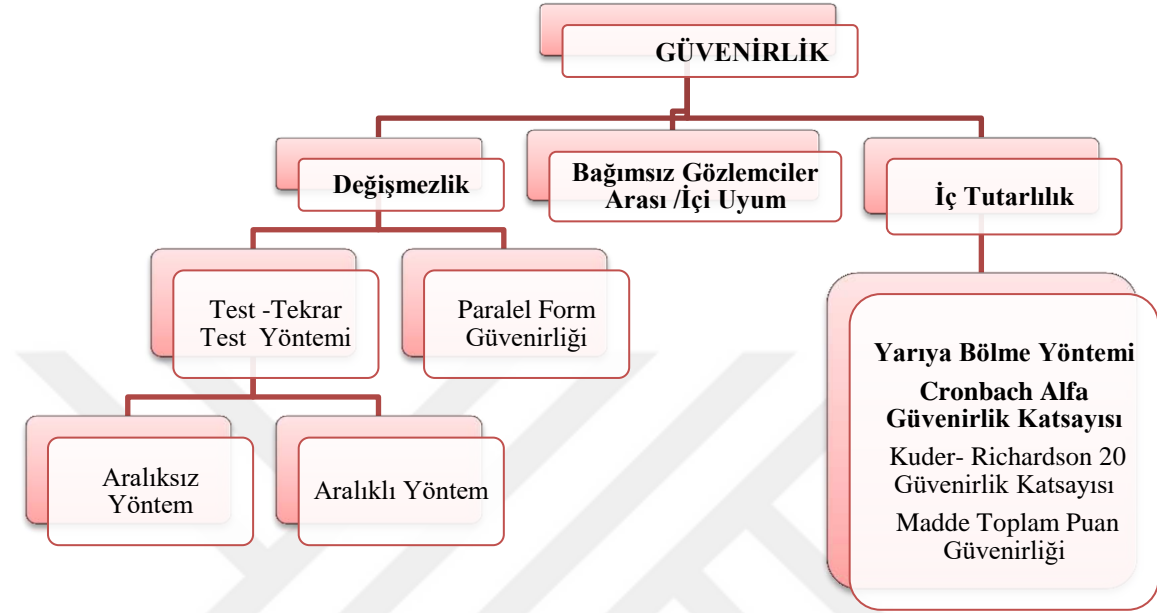 GÜVENİRLİK
Değişmezlik
Bağımsız Gözlemciler
Arası /İçi Uyum
İç Tutarlılık
Test -Tekrar
Test Yöntemi
Paralel Form
Güvenirliği
Aralıksız
Yöntem
Aralıklı Yöntem
Yarıya Bölme Yöntemi
Cronbach Alfa
Güvenirlik Katsayısı
Kuder- Richardson 20
Güvenirlik Katsayısı
Madde Toplam Puan
Güvenirliği